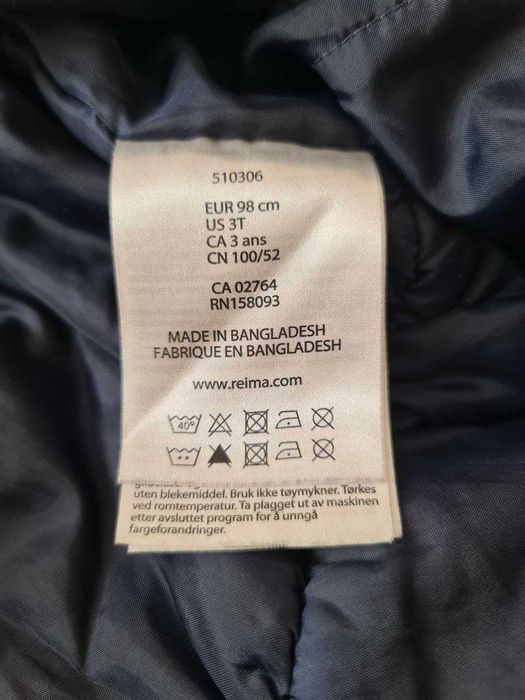 510306
EUR 98 cm
US 3T
CA 3 ans
CN 100/52
CA 02764
RN158093
MADE IN BANGLADESH
FABRIQUE EN BANGLADESH
www.reima.com
40°
uten blekemiddel. Bruk ikke tøymykner. Tørkes
ved romtemperatur. Ta plagget ut av maskinen
etter avsluttet program for å unngå
fargeforandringer.